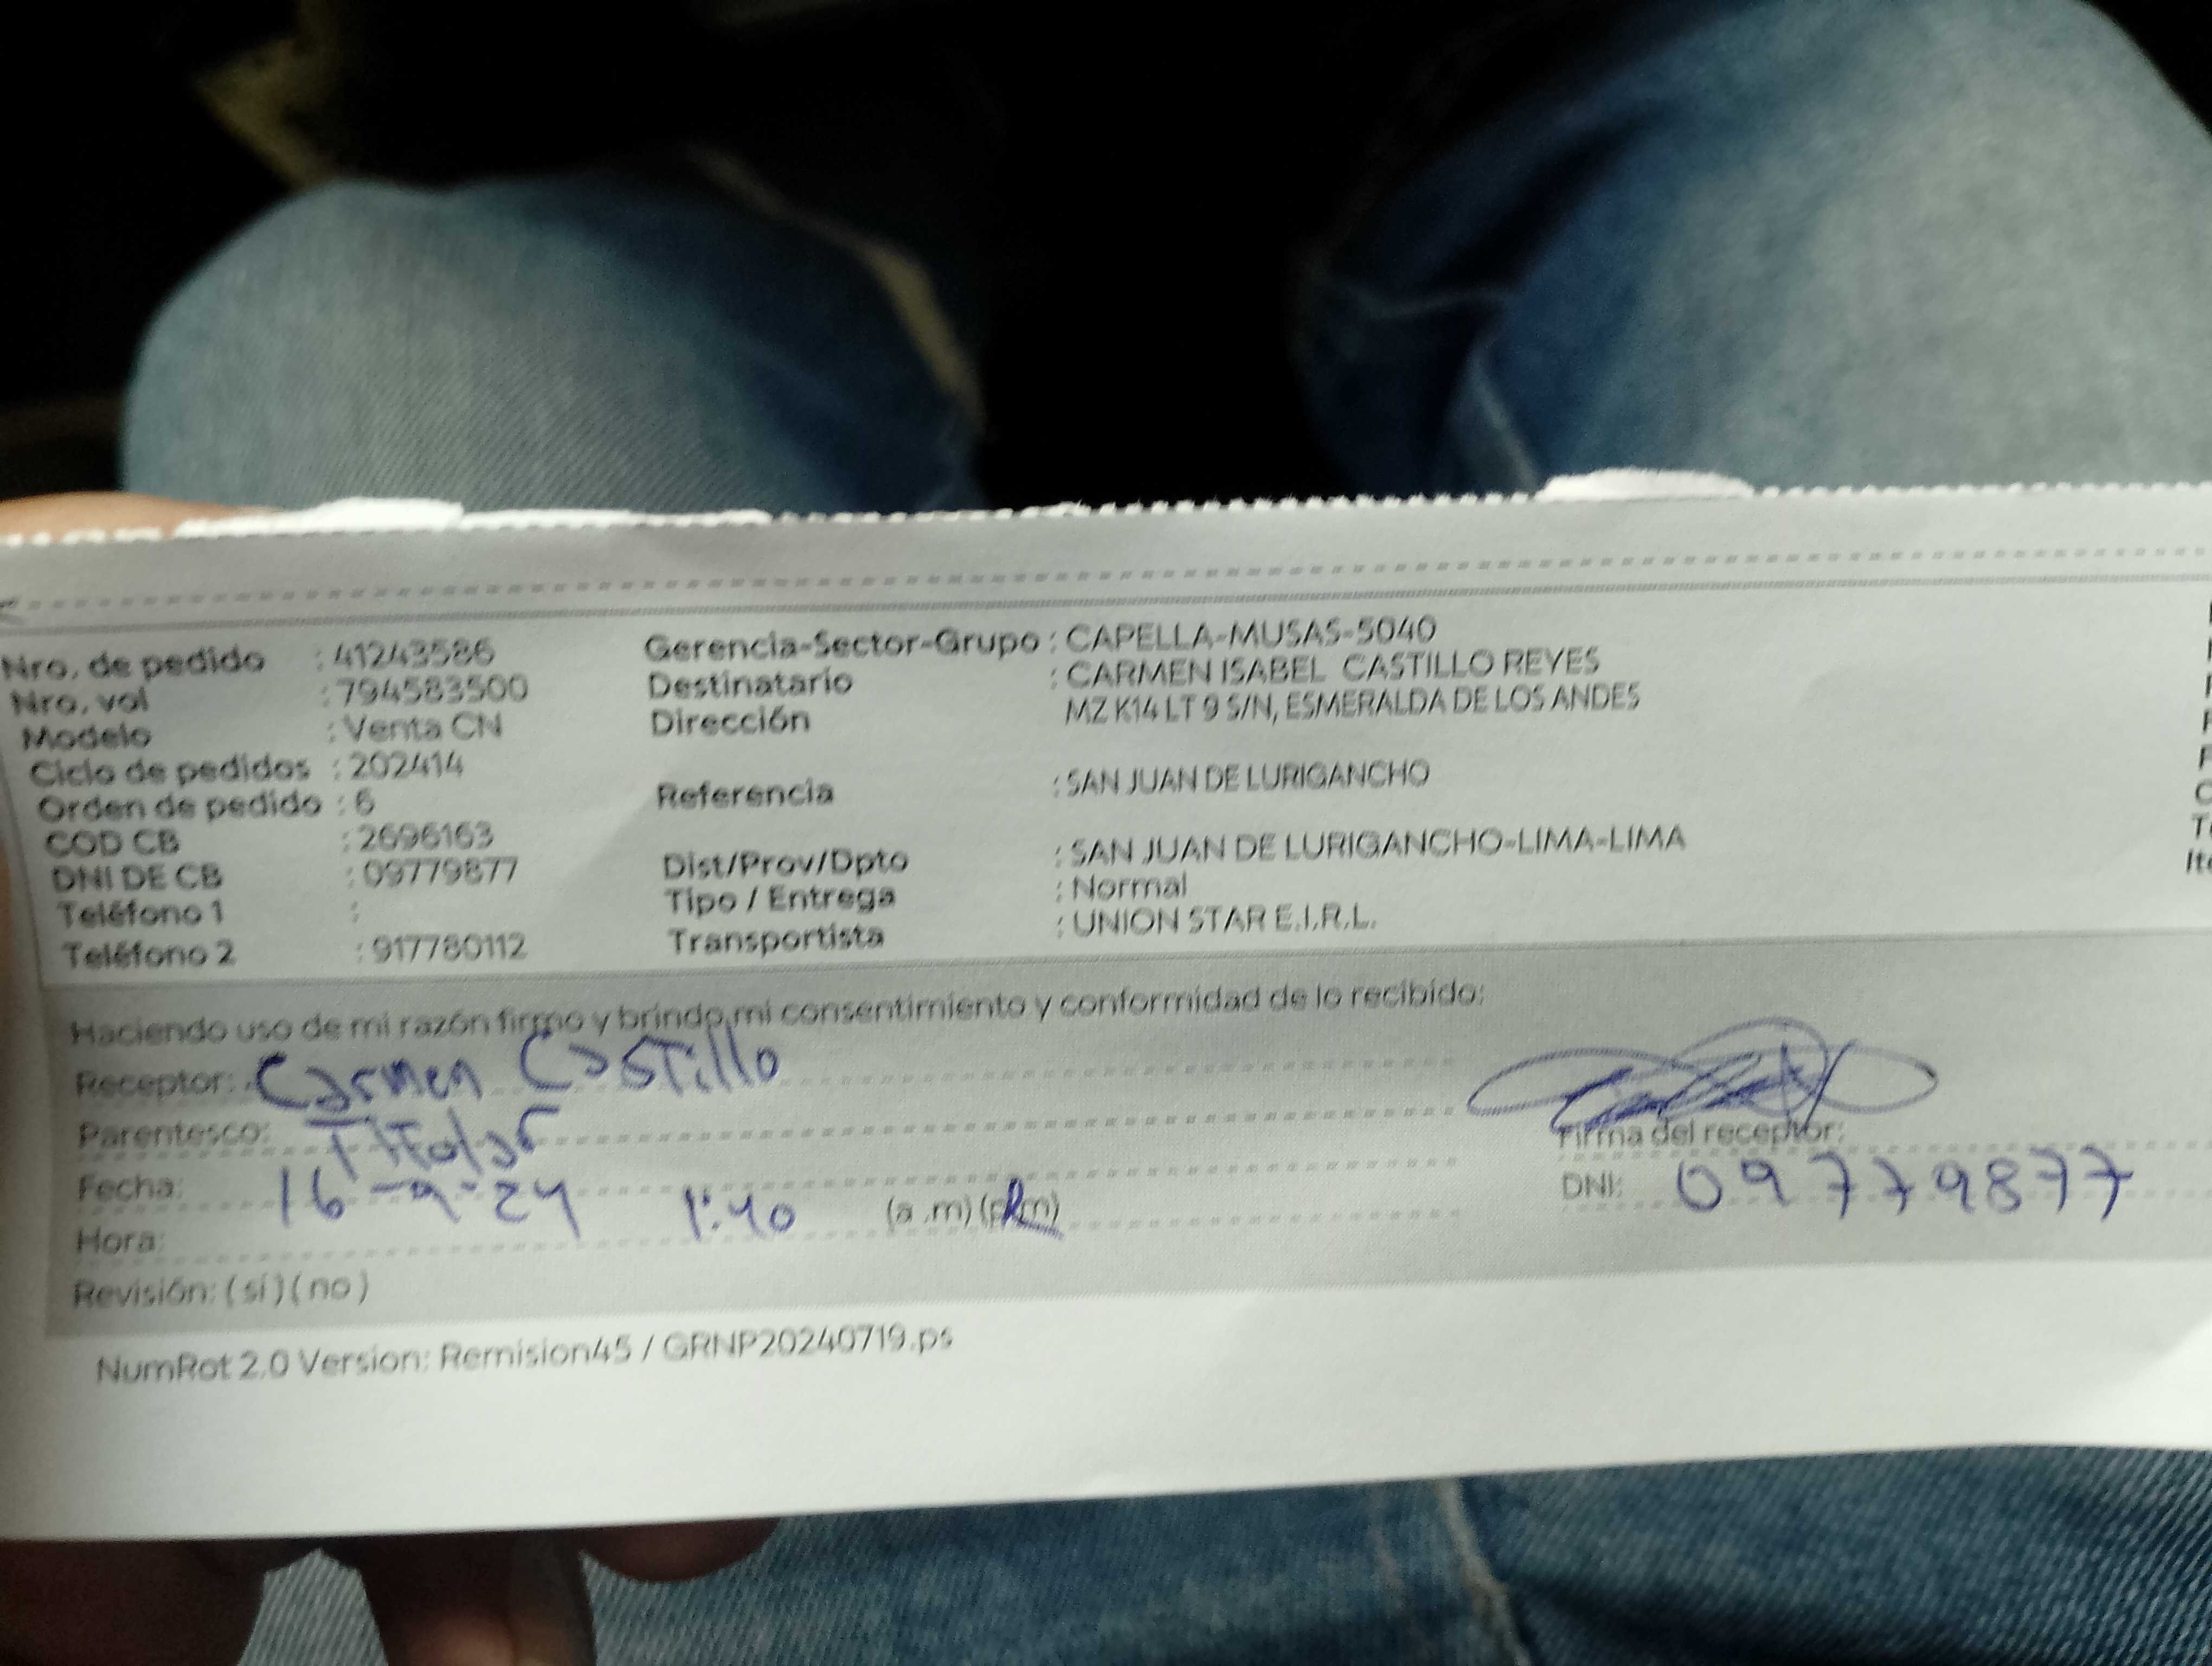 Nro. de pedido : 41243586
Nro. vol : 794583500
Modelo : Venta CN
Ciclo de pedidos : 202414
Orden de pedido : 6
COD CB : 2696163
DNI DE CB : 09779877
Teléfono 1 :
Teléfono 2 : 917780112
Gerencia-Sector-Grupo : CAPELLA-MUSAS-5040
Destinatario : CARMEN ISABEL CASTILLO REYES
Dirección MZ K14 LT 9 S/N, ESMERALDA DE LOS ANDES
Referencia : SAN JUAN DE LURIGANCHO
Dist/Prov/Dpto : SAN JUAN DE LURIGANCHO-LIMA-LIMA
Tipo / Entrega : Normal
Transportista : UNION STAR E.I.R.L.
Haciendo uso de mi razón firmo y brindo mi consentimiento y conformidad de lo recibido:
Receptor: Carmen Castillo
Parentesco: Titular
Fecha: 16-9-24
Hora: 1:40 (a .m) (p.m)
Revisión: (sí) (no)
Firma del receptor:
DNI: 09779877
NumRot 2.0 Version: Remision45 / GRNP20240719.ps